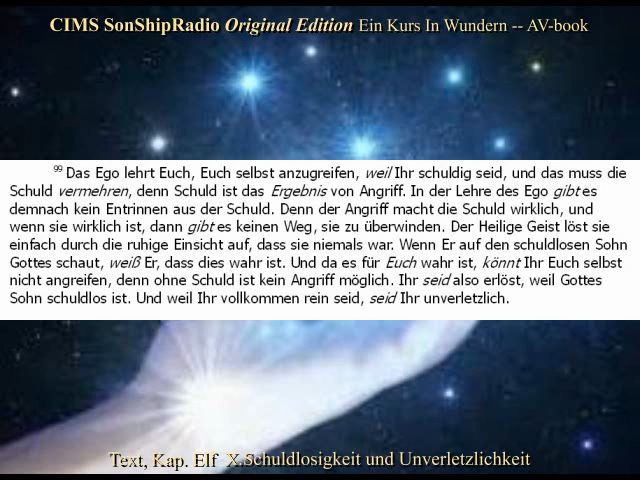 CIMS SonShipRadio Original Edition Ein Kurs In Wundern -- AV-book
99 Das Ego lehrt Euch, Euch selbst anzugreifen, weil Ihr schuldig seid, und das muss die
Schuld vermehren, denn Schuld ist das Ergebnis von Angriff. In der Lehre des Ego gibt es
demnach kein Entrinnen aus der Schuld. Denn der Angriff macht die Schuld wirklich, und
wenn sie wirklich ist, dann gibt es keinen Weg, sie zu überwinden. Der Heilige Geist löst sie
einfach durch die ruhige Einsicht auf, dass sie niemals war. Wenn Er auf den schuldlosen Sohn
Gottes schaut, weiß Er, dass dies wahr ist. Und da es für Euch wahr ist, könnt Ihr Euch selbst
nicht angreifen, denn ohne Schuld ist kein Angriff möglich. Ihr seid also erlöst, weil Gottes
Sohn schuldlos ist. Und weil Ihr vollkommen rein seid, seid Ihr unverletzlich.
Text, Kap. Elf X.Schuldlosigkeit und Unverletzlichkeit